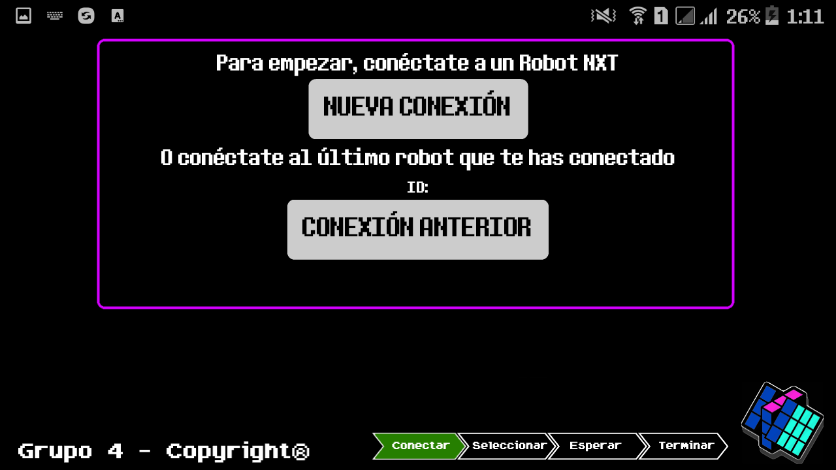 1 26% 1:11
Para empezar, conéctate a un Robot NXT
NUEVA CONEXIÓN
O conéctate al último robot que te has conectado
ID:
CONEXIÓN ANTERIOR
Grupo 4 - Copyright®
Conectar Seleccionar Esperar Terminar